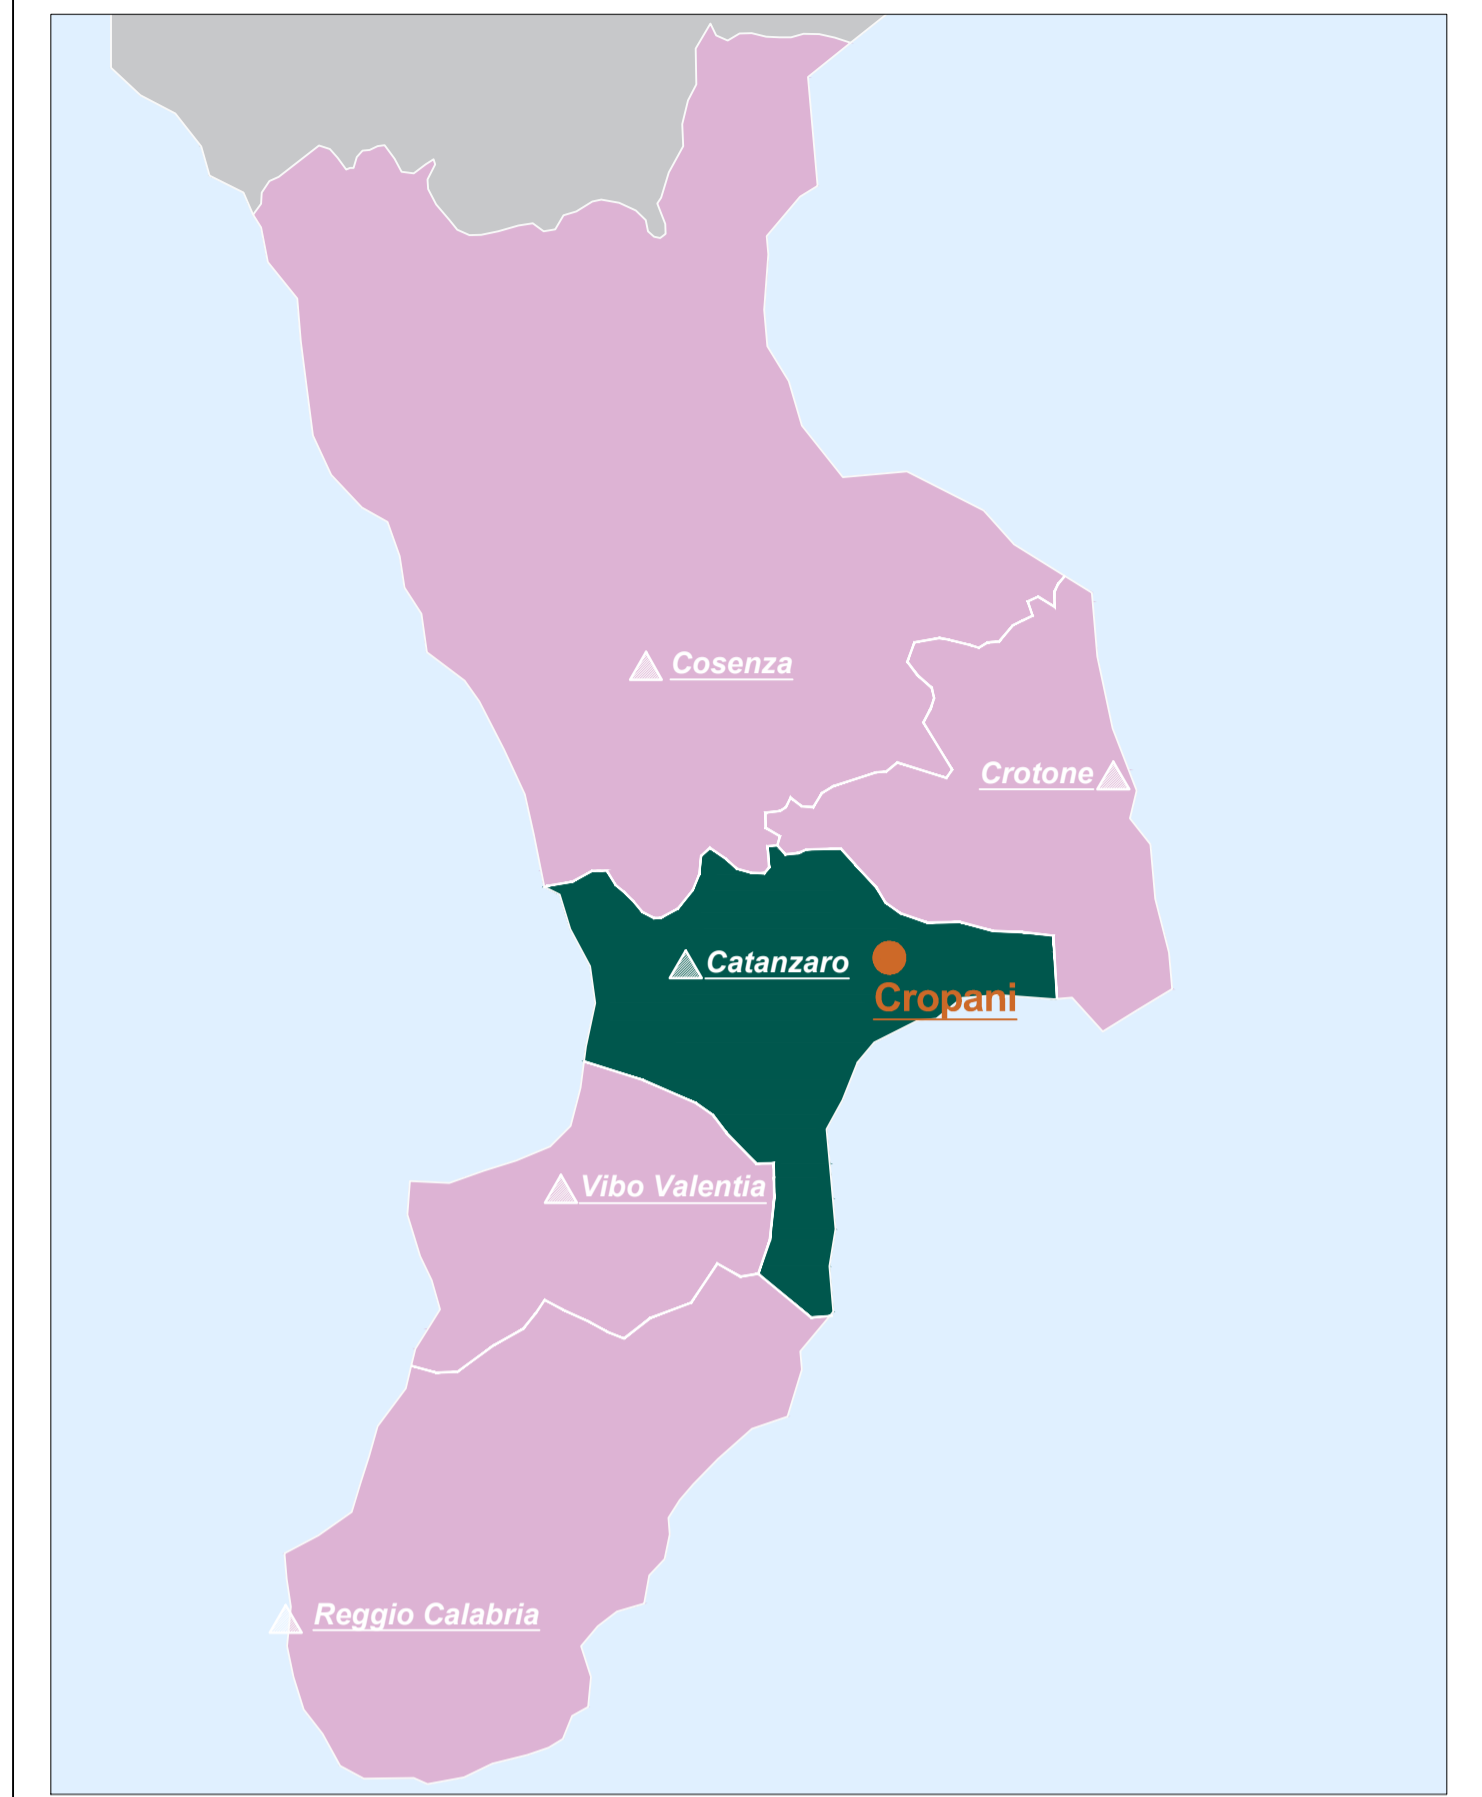 Cosenza
Crotone
Catanzaro
Cropani
Vibo Valentia
Reggio Calabria